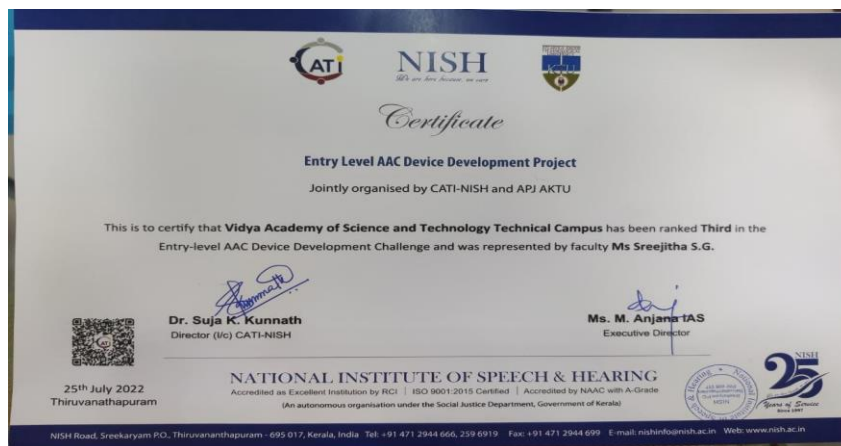 CATI
NISH
We are here because, we care
KTU
Certificate
Entry Level AAC Device Development Project
Jointly organised by CATI-NISH and APJ AKTU
This is to certify that Vidya Academy of Science and Technology Technical Campus has been ranked Third in the
Entry-level AAC Device Development Challenge and was represented by faculty Ms Sreejitha S.G.
Dr. Suja K. Kunnath
Director (I/c) CATI-NISH
Ms. M. Anjana IAS
Executive Director
25th July 2022
Thiruvanathapuram
NATIONAL INSTITUTE OF SPEECH & HEARING
Accredited as Excellent Institution by RCI | ISO 9001:2015 Certified | Accredited by NAAC with A-Grade
(An autonomous organisation under the Social Justice Department, Government of Kerala)
NISH
25
Years of Service
Since 1997
NISH Road, Sreekaryam P.O., Thiruvananthapuram - 695 017, Kerala, India Tel: +91 471 2944 666, 259 6919 Fax: +91 471 2944 699 E-mail: nishinfo@nish.ac.in Web: www.nish.ac.in